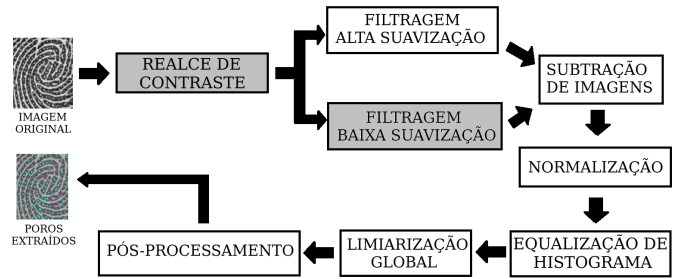 IMAGEM
ORIGINAL
REALCE DE
CONTRASTE
FILTRAGEM
ALTA SUAVIZAÇÃO
FILTRAGEM
BAIXA SUAVIZAÇÃO
SUBTRAÇÃO
DE IMAGENS
NORMALIZAÇÃO
EQUALIZAÇÃO DE
HISTOGRAMA
LIMIARIZAÇÃO
GLOBAL
PÓS-PROCESSAMENTO
POROS
EXTRAÍDOS